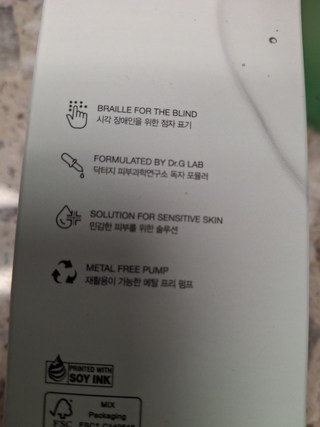 BRAILLE FOR THE BLIND
시각 장애인을 위한 점자 표기
FORMULATED BY Dr.G LAB
닥터지 피부과학연구소 독자 포뮬러
SOLUTION FOR SENSITIVE SKIN
민감한 피부를 위한 솔루션
METAL FREE PUMP
재활용이 가능한 메탈 프리 펌프
PRINTED WITH
SOY INK
MIX
Packaging
FSC